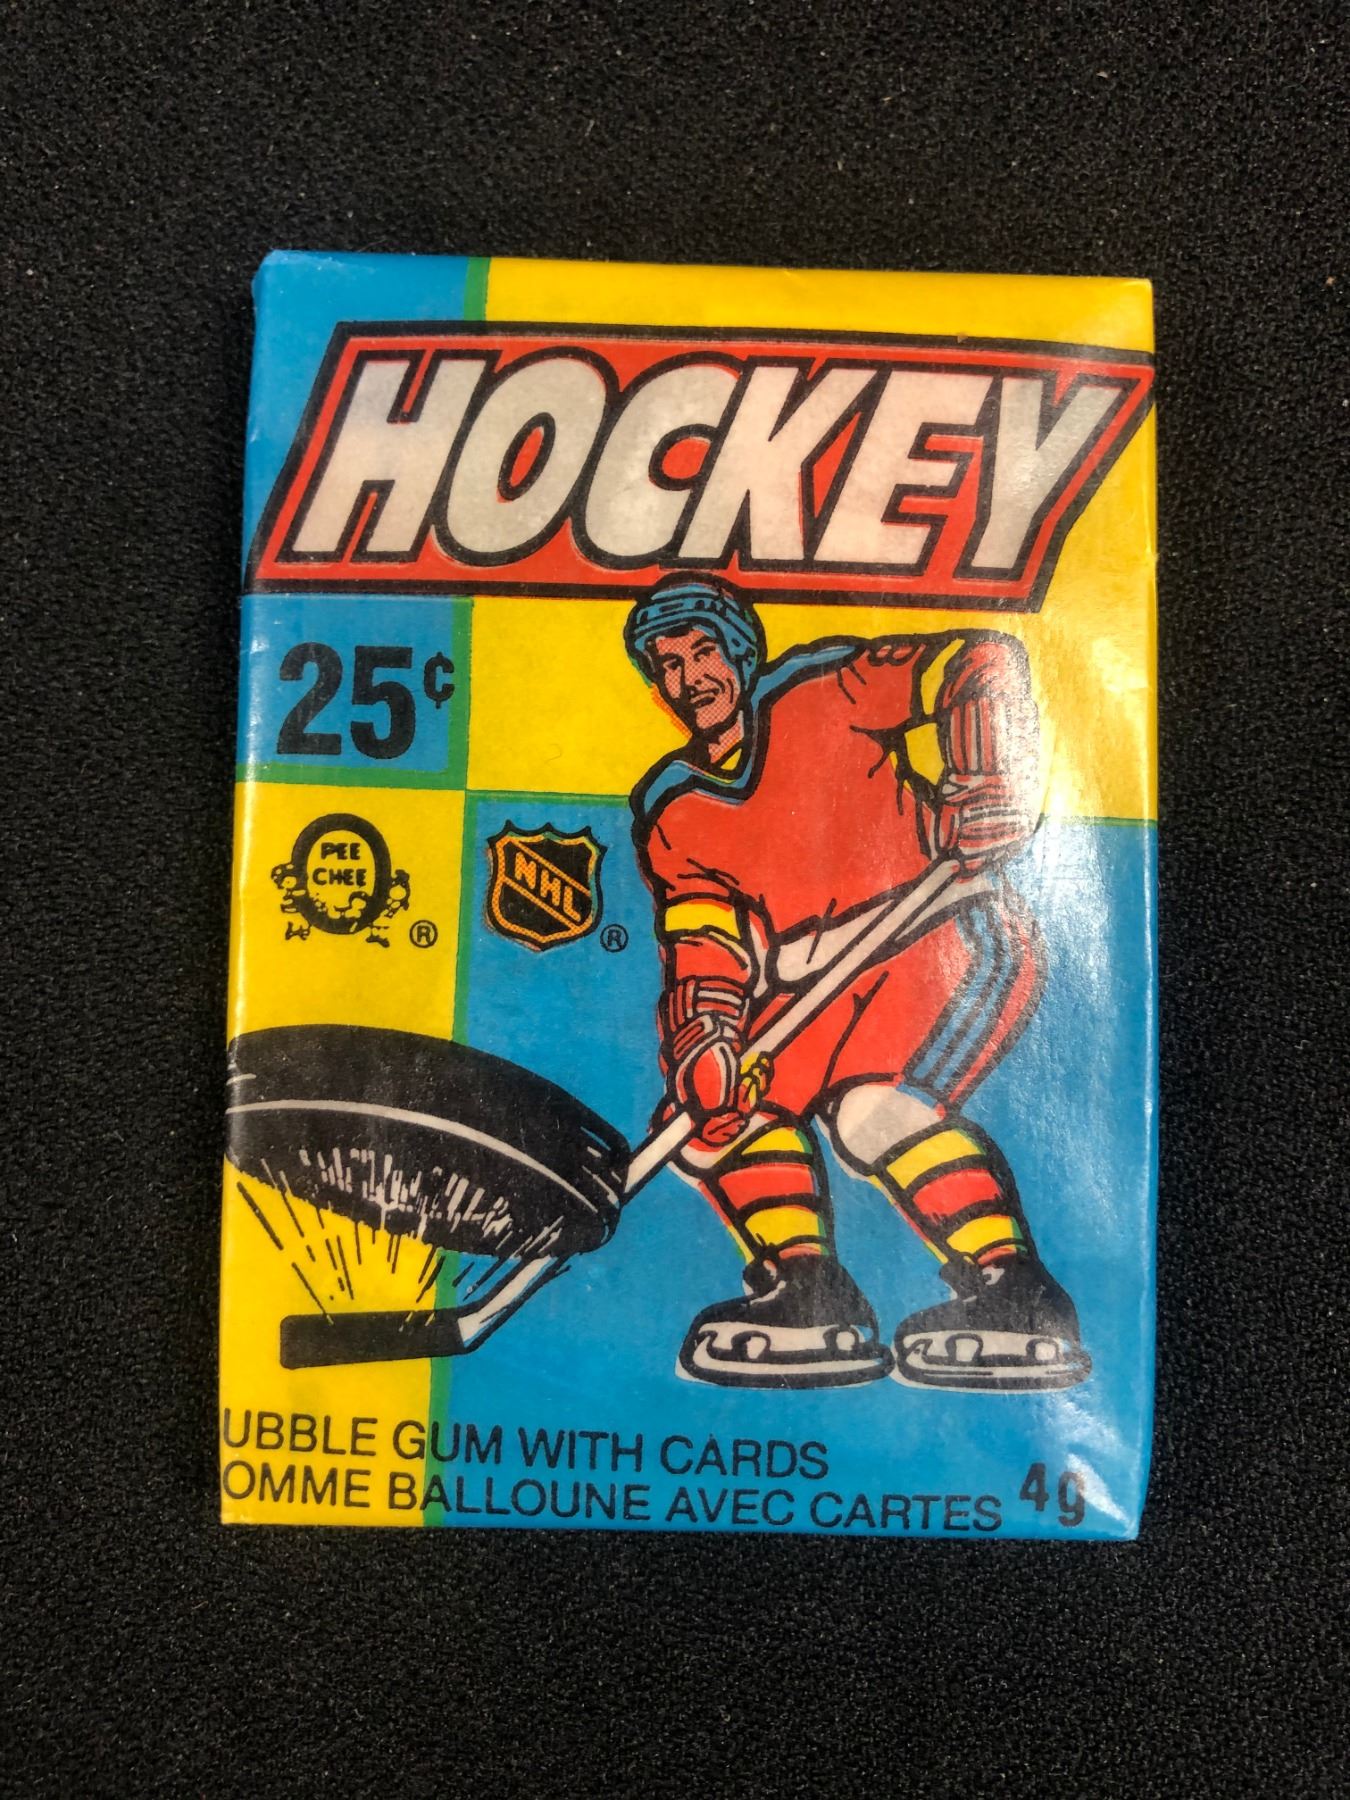 HOCKEY
25¢
PEE
CHEE
®
NHL
®
UBBLE GUM WITH CARDS
OMME BALLOUNE AVEC CARTES 4g